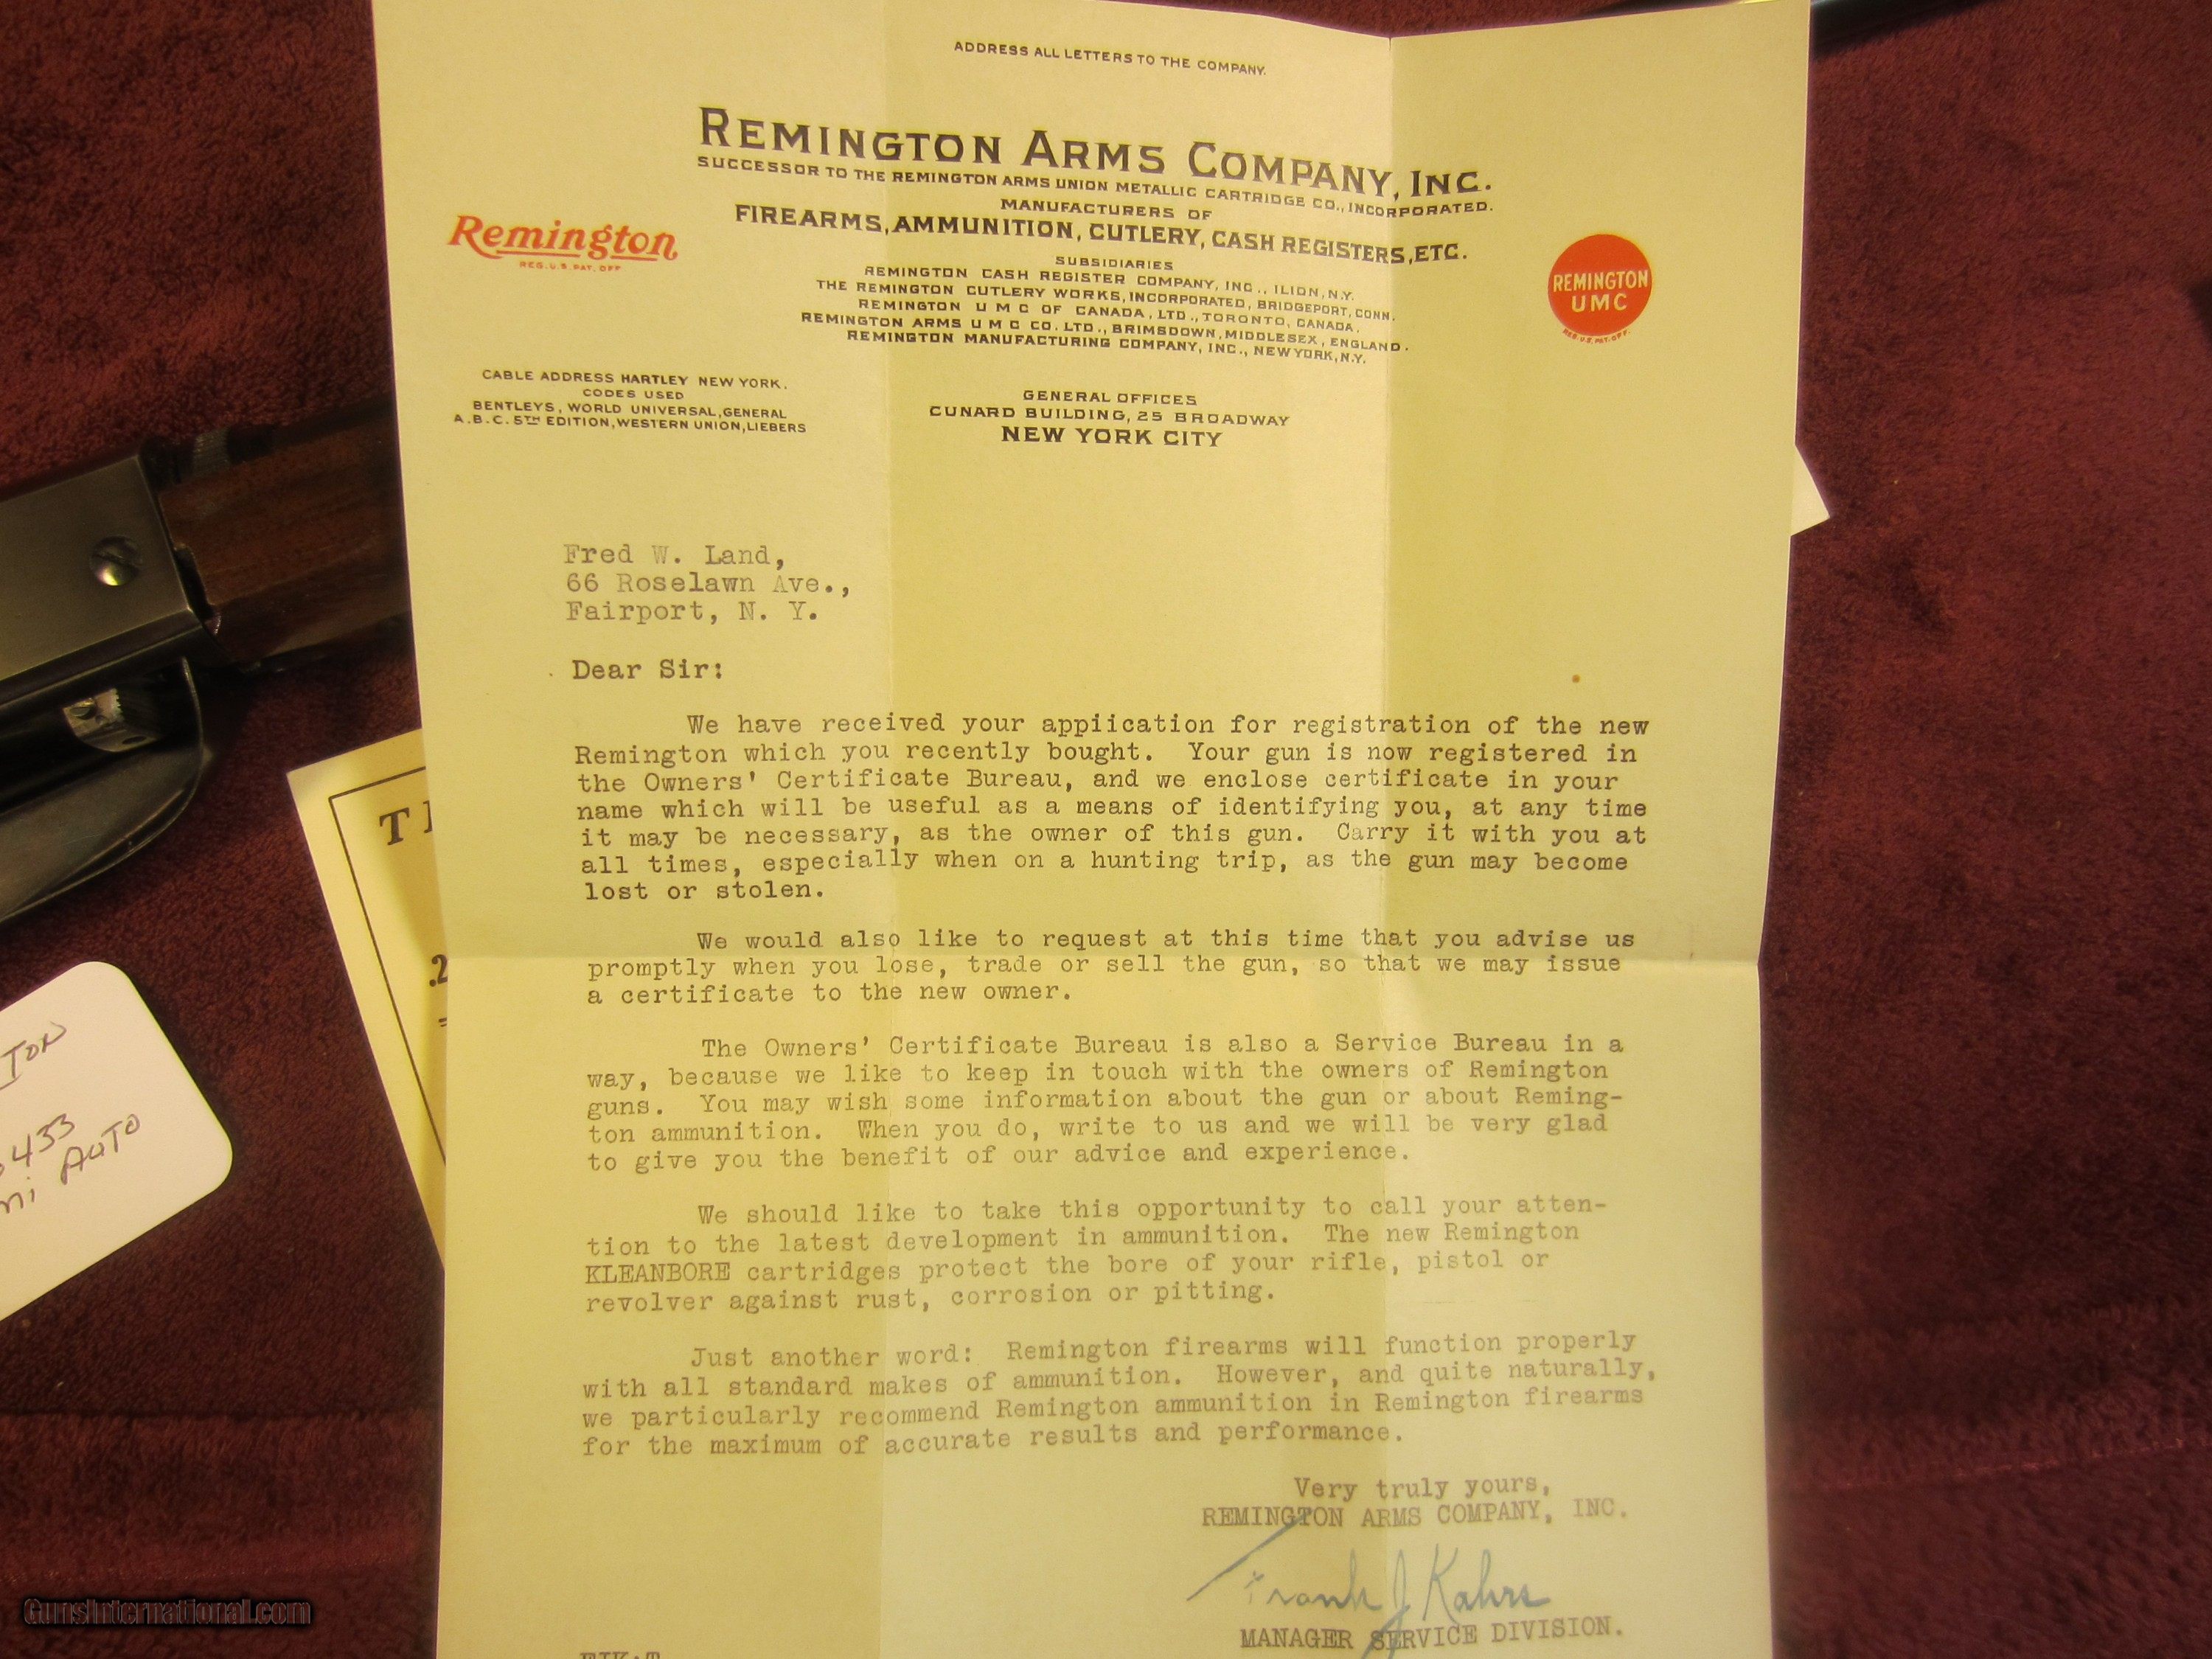 ADDRESS ALL LETTERS TO THE COMPANY.
REMINGTON ARMS COMPANY, INC.
SUCCESSOR TO THE REMINGTON ARMS UNION METALLIC CARTRIDGE CO., INCORPORATED.
MANUFACTURERS OF
FIREARMS, AMMUNITION, CUTLERY, CASH REGISTERS, ETC.
SUBSIDIARIES
REMINGTON CASH REGISTER COMPANY, INC., ILION, N.Y.
THE REMINGTON CUTLERY WORKS, INCORPORATED, BRIDGEPORT, CONN.
REMINGTON U M C OF CANADA, LTD., TORONTO, CANADA.
REMINGTON ARMS U M C CO. LTD., BRIMSDOWN, MIDDLESEX, ENGLAND.
REMINGTON MANUFACTURING COMPANY, INC., NEW YORK, N.Y.
Remington
REG. U.S. PAT. OFF
REMINGTON
UMC
REG. U.S. PAT. OFF.
CABLE ADDRESS HARTLEY NEW YORK.
CODES USED
BENTLEYS, WORLD UNIVERSAL, GENERAL
A.B.C. 5TH EDITION, WESTERN UNION, LIEBERS
GENERAL OFFICES
CUNARD BUILDING, 25 BROADWAY
NEW YORK CITY
Fred W. Land,
66 Roselawn Ave.,
Fairport, N. Y.
Dear Sir:
We have received your appiication for registration of the new
Remington which you recently bought. Your gun is now registered in
the Owners' Certificate Bureau, and we enclose certificate in your
name which will be useful as a means of identifying you, at any time
it may be necessary, as the owner of this gun. Carry it with you at
all times, especially when on a hunting trip, as the gun may become
lost or stolen.
We would also like to request at this time that you advise us
promptly when you lose, trade or sell the gun, so that we may issue
a certificate to the new owner.
The Owners' Certificate Bureau is also a Service Bureau in a
way, because we like to keep in touch with the owners of Remington
guns. You may wish some information about the gun or about Reming-
ton ammunition. When you do, write to us and we will be very glad
to give you the benefit of our advice and experience.
We should like to take this opportunity to call your atten-
tion to the latest development in ammunition. The new Remington
KLEANBORE cartridges protect the bore of your rifle, pistol or
revolver against rust, corrosion or pitting.
Just another word: Remington firearms will function properly
with all standard makes of ammunition. However, and quite naturally,
we particularly recommend Remington ammunition in Remington firearms
for the maximum of accurate results and performance.
Very truly yours,
REMINGTON ARMS COMPANY, INC.
Frank J Kahrs
MANAGER SERVICE DIVISION.
TON
433
AUTO
.2
GunsInternational.com